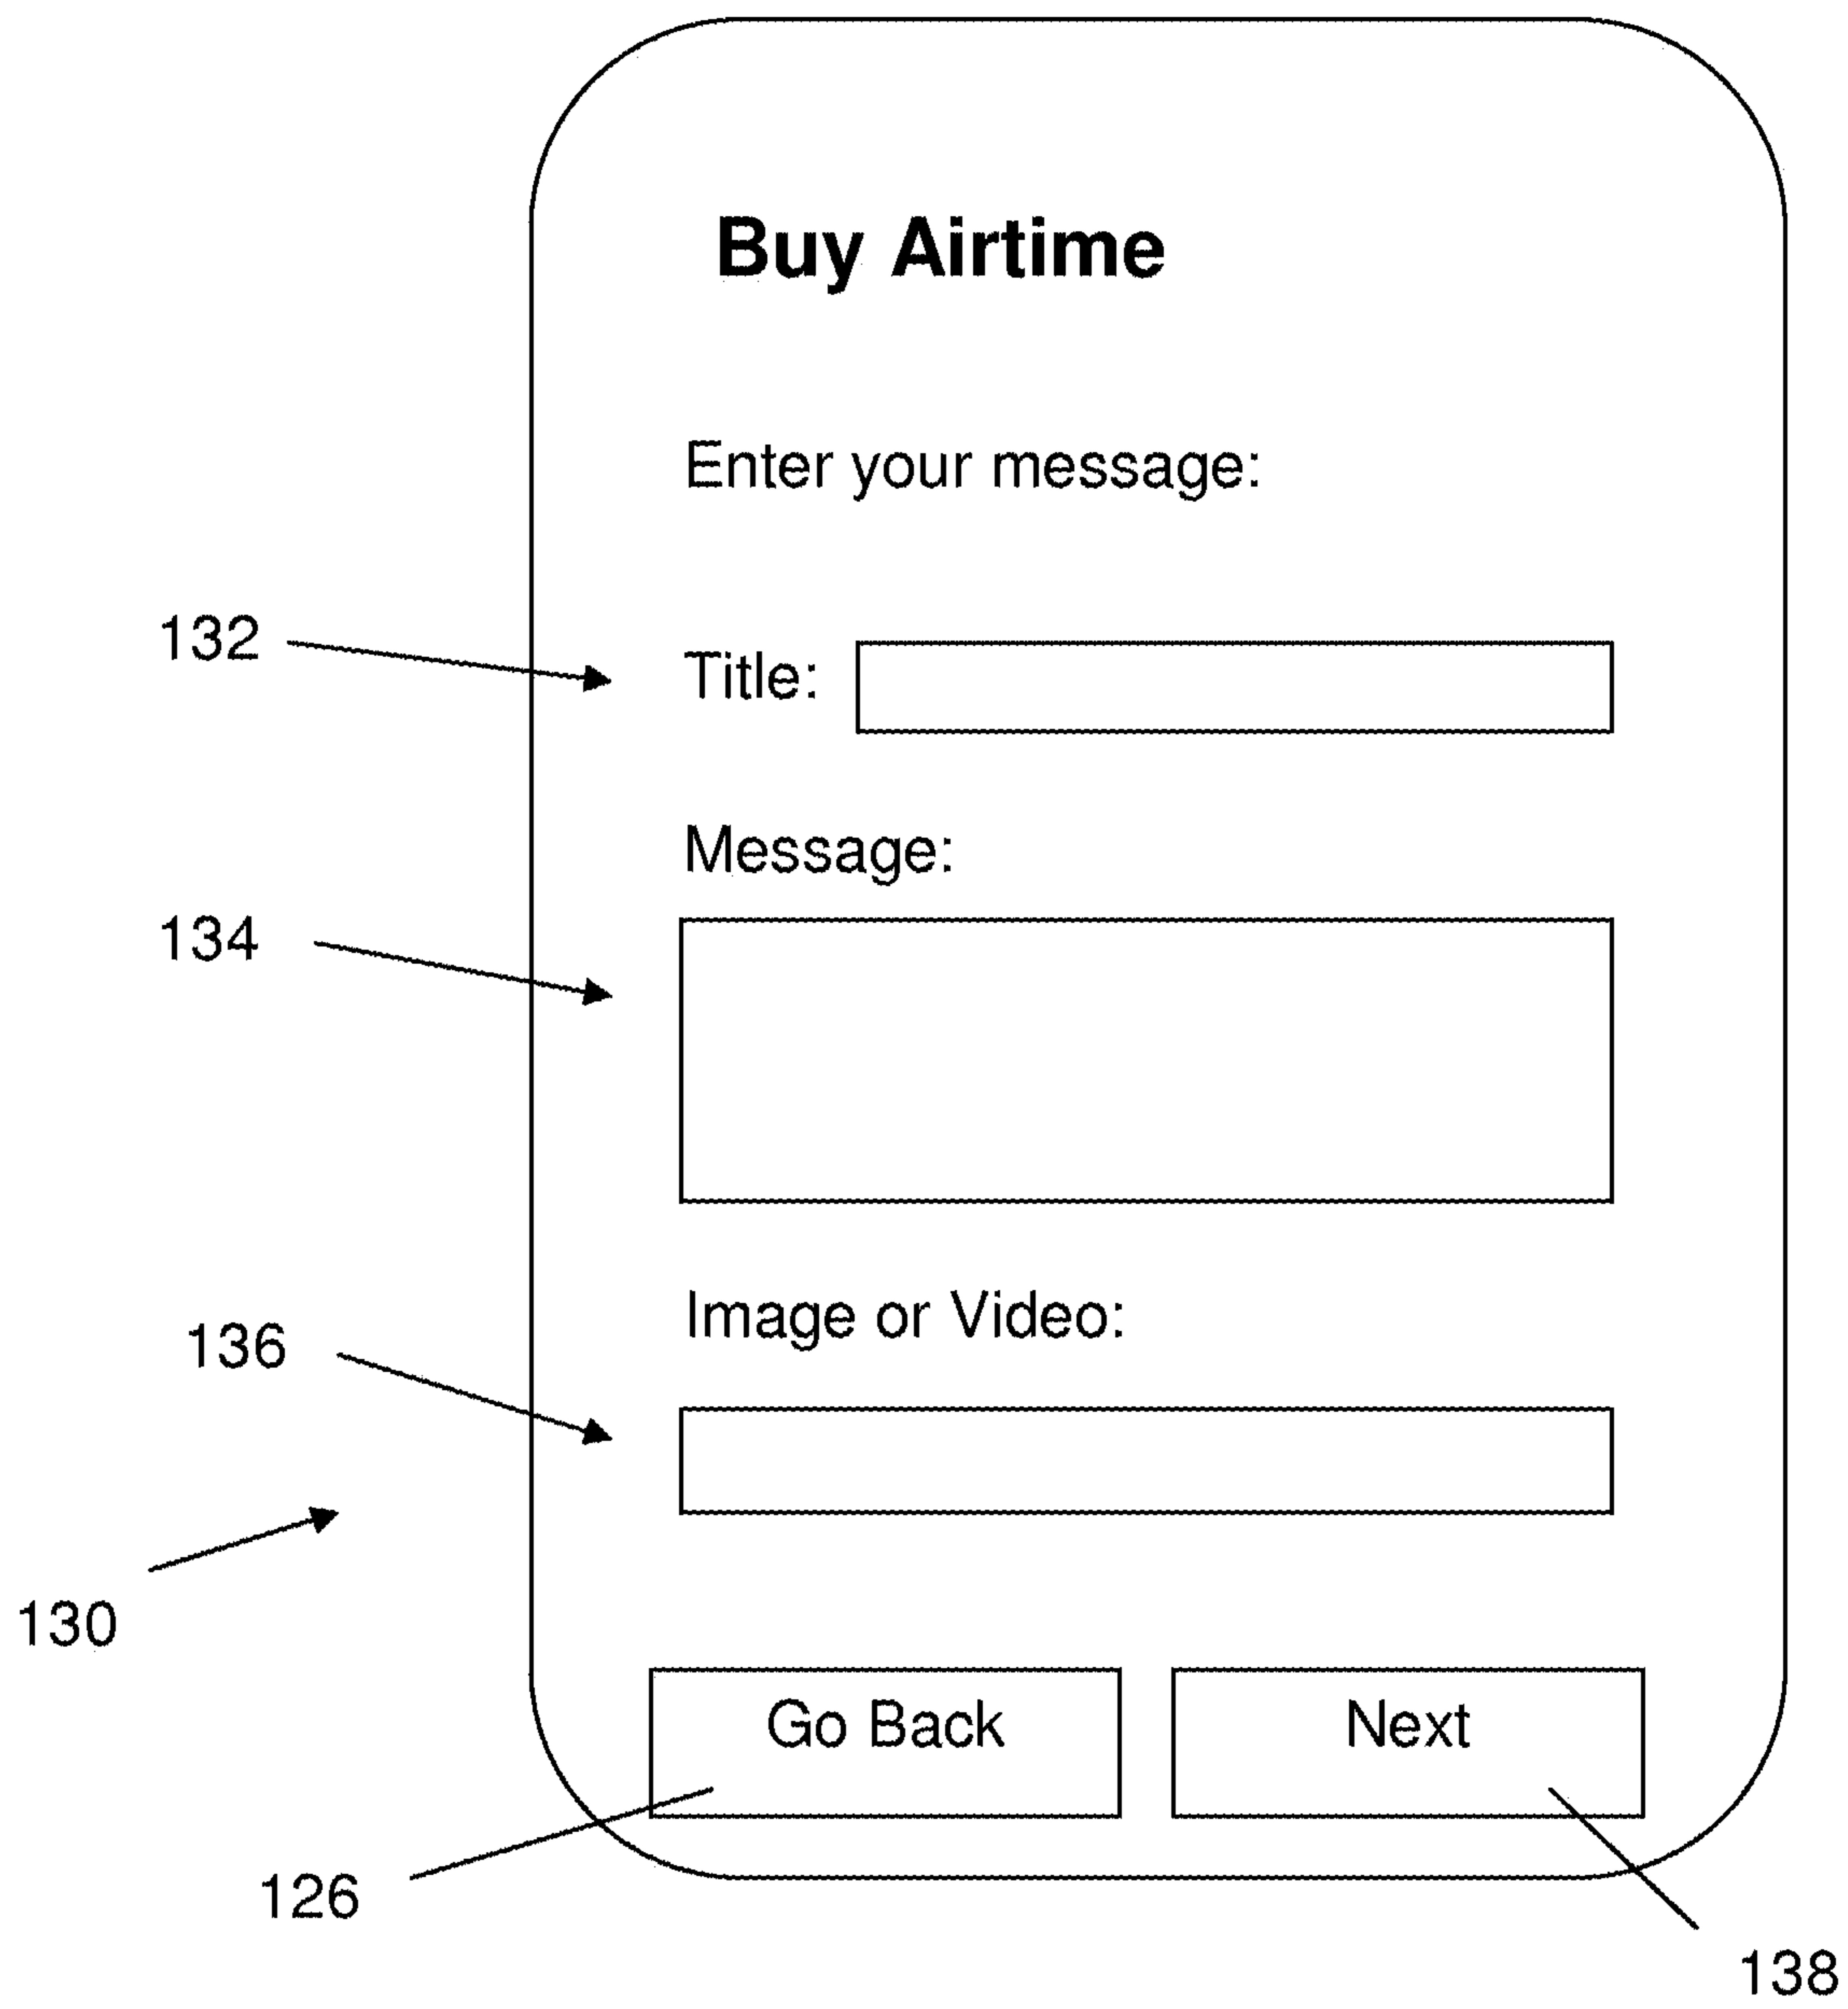 Buy Airtime
Enter your message:
132
Title:
Message:
134
Image or Video:
136
130
Go Back
Next
126
138